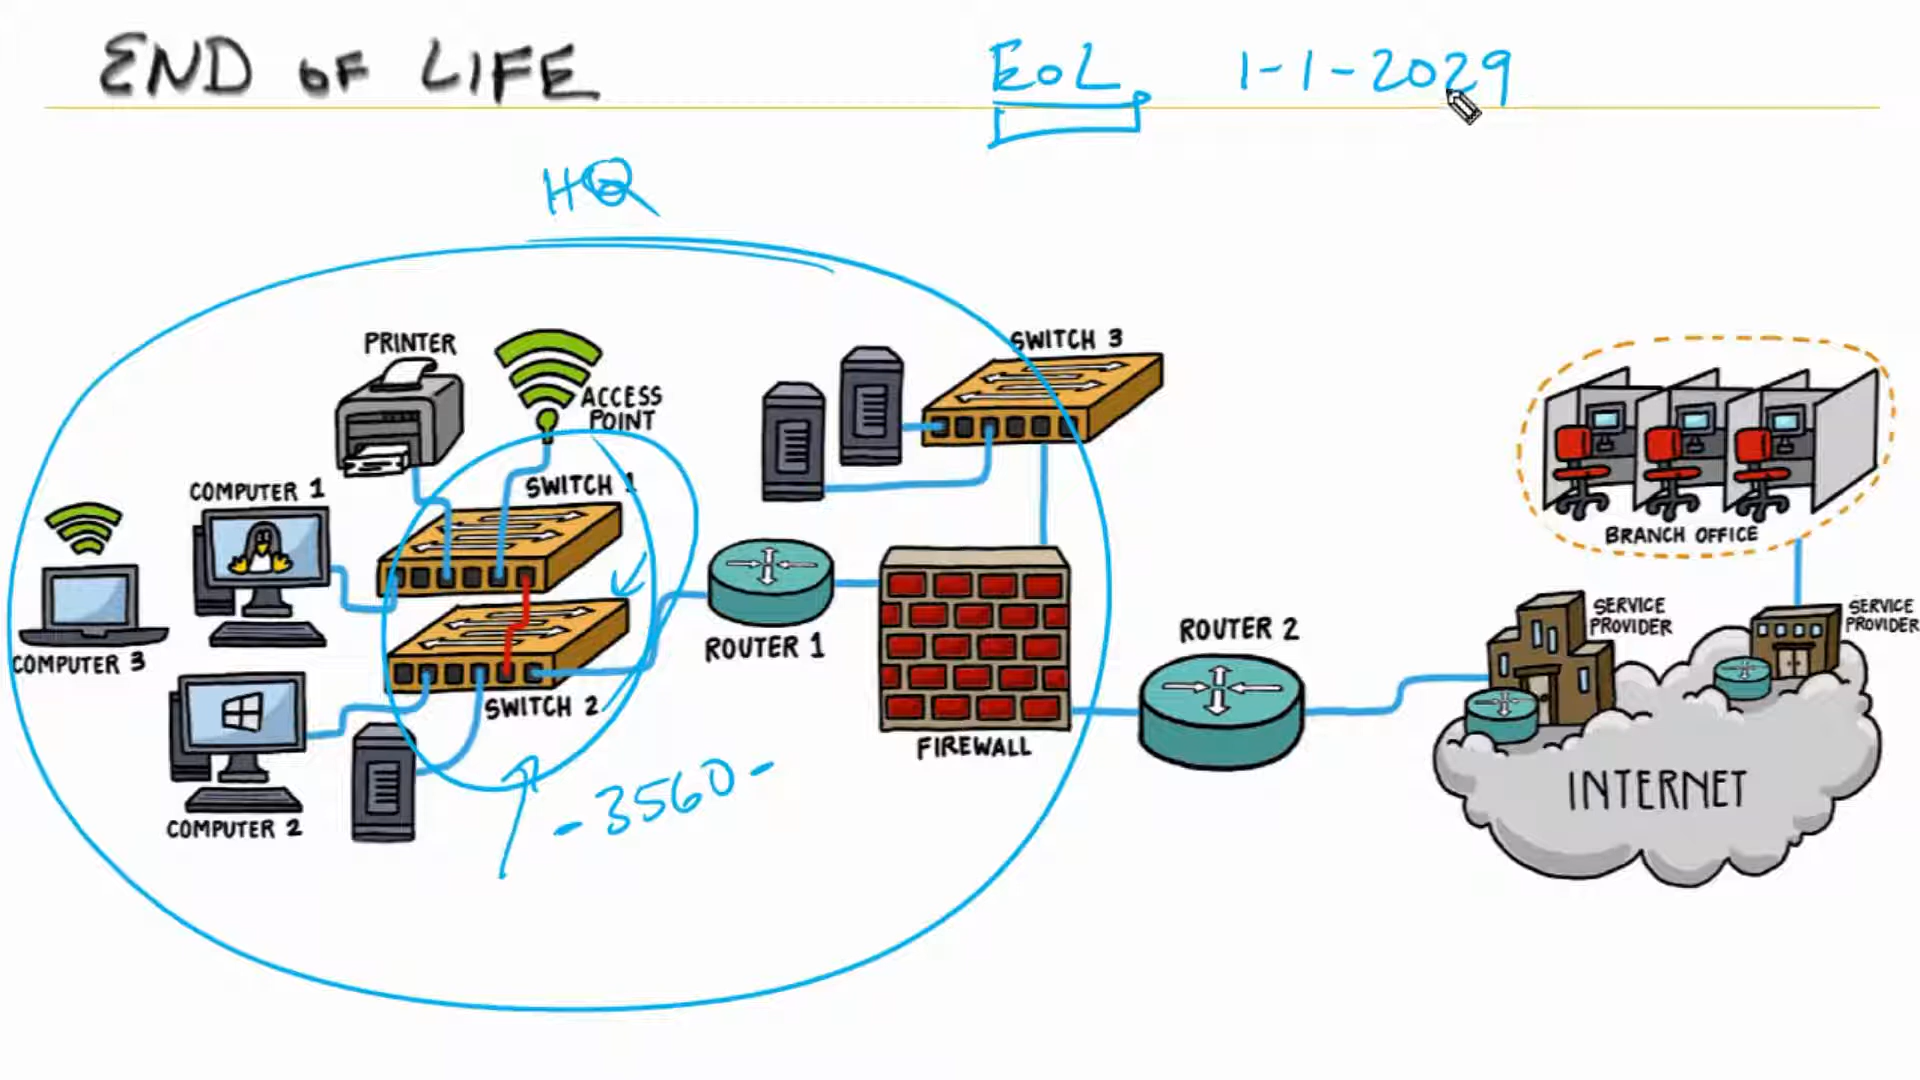 END OF LIFE
EOL 1-1-2029
HQ
PRINTER
SWITCH 3
ACCESS
POINT
COMPUTER 1
SWITCH 1
BRANCH OFFICE
SERVICE
PROVIDER
SERVICE
PROVIDER
COMPUTER 3
ROUTER 1
ROUTER 2
SWITCH 2
FIREWALL
-3560-
INTERNET
COMPUTER 2